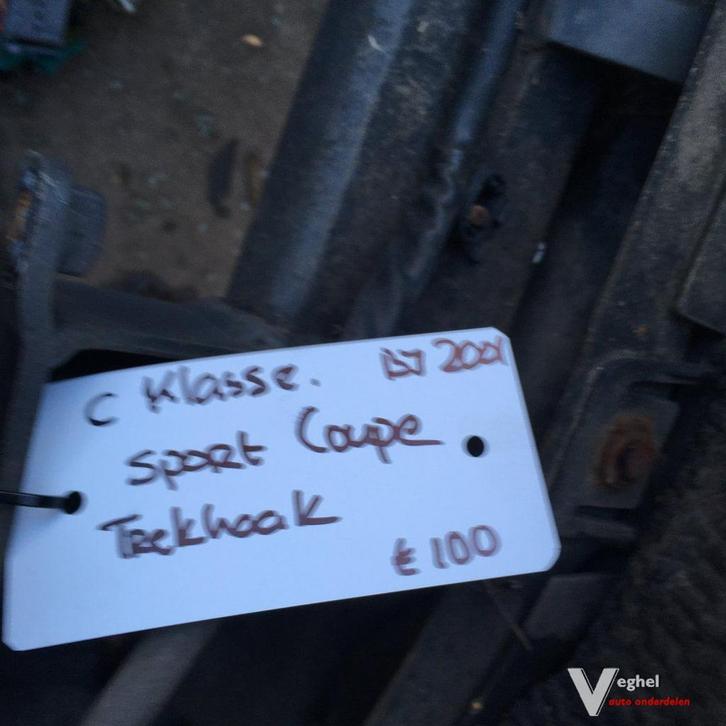 C Klasse. BJ 2001
Sport Coupe
Trekhaak
€ 100
Veghel
auto onderdelen